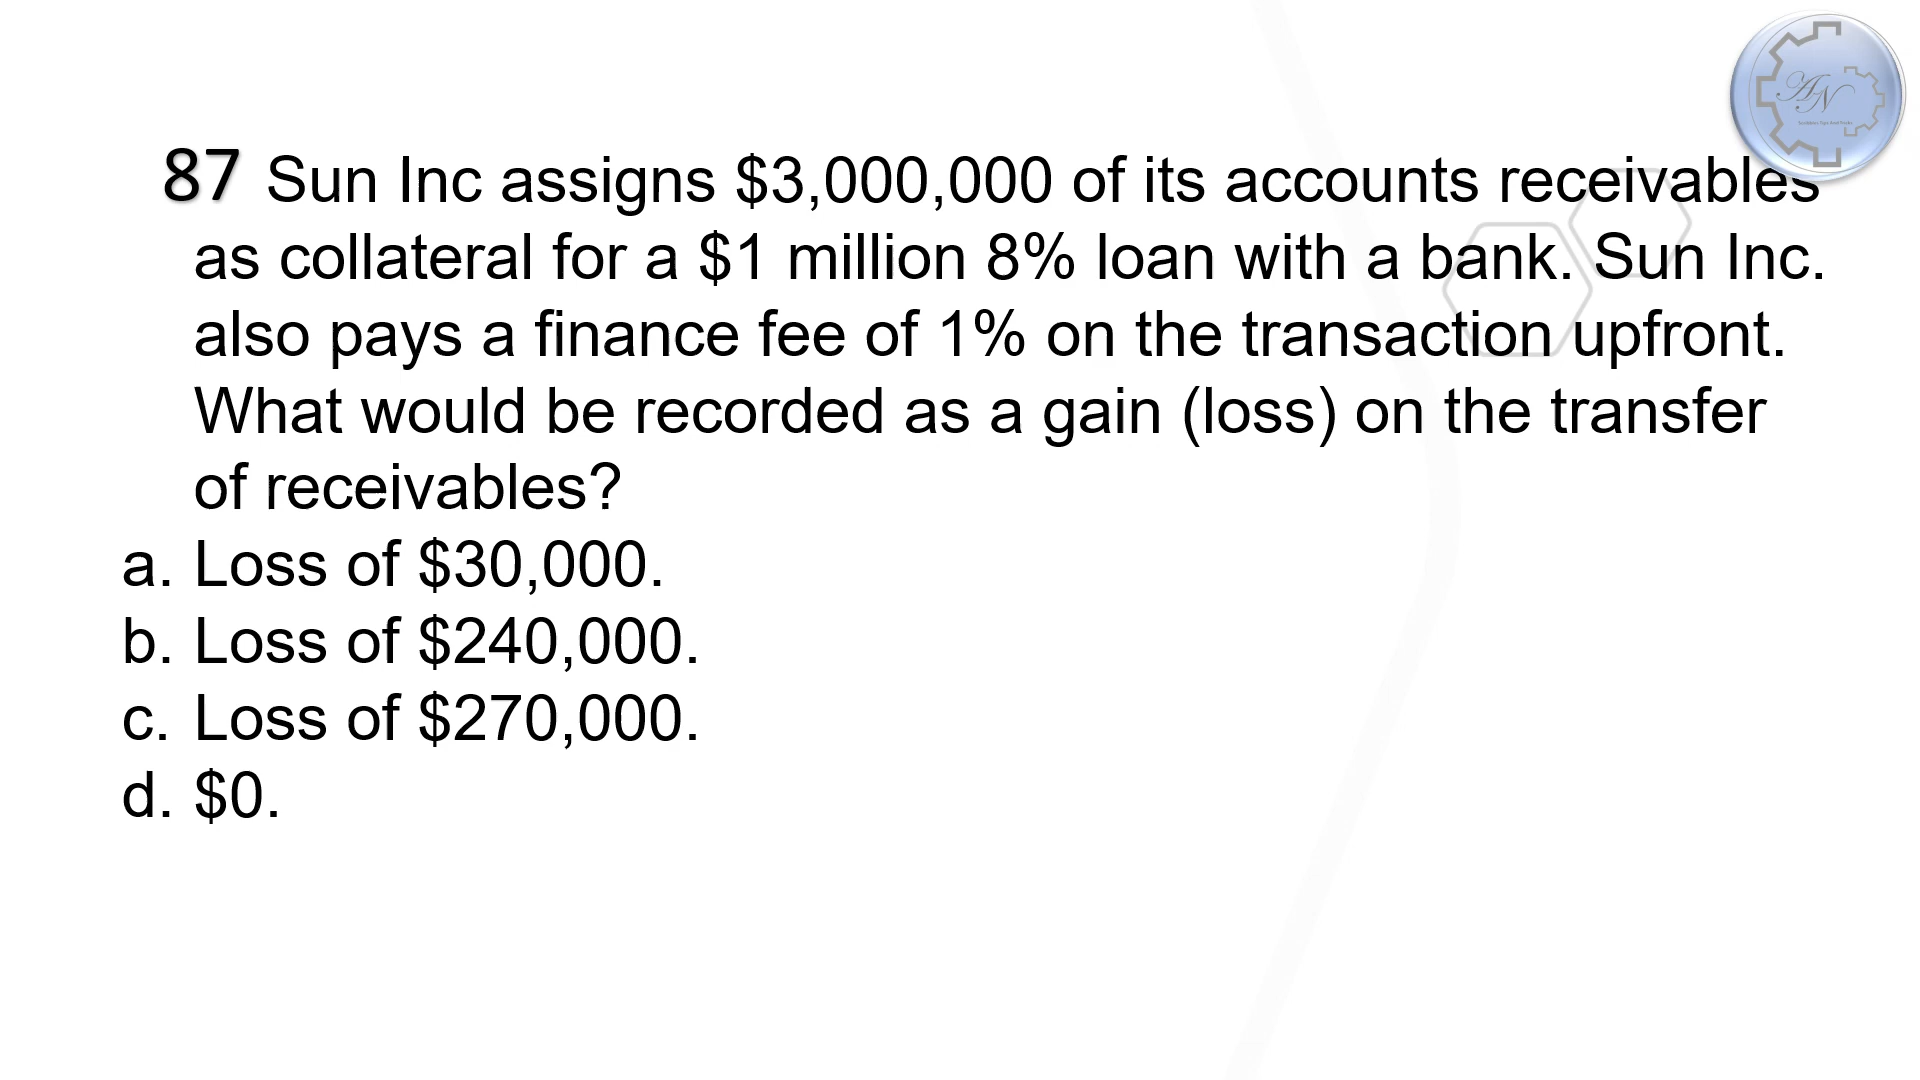 87 Sun Inc assigns $3,000,000 of its accounts receivables
as collateral for a $1 million 8% loan with a bank. Sun Inc.
also pays a finance fee of 1% on the transaction upfront.
What would be recorded as a gain (loss) on the transfer
of receivables?
a. Loss of $30,000.
b. Loss of $240,000.
c. Loss of $270,000.
d. $0.
AN